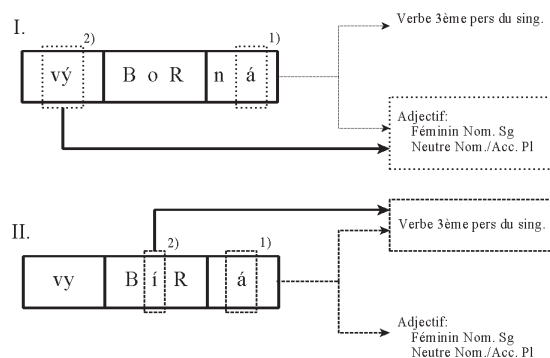 I.
2)
1)
vý
B o R
n
á
Verbe 3ème pers du sing.
Adjectif:
Féminin Nom. Sg
Neutre Nom./Acc. Pl
II.
2)
1)
vy
B í R
á
Verbe 3ème pers du sing.
Adjectif:
Féminin Nom. Sg
Neutre Nom./Acc. Pl